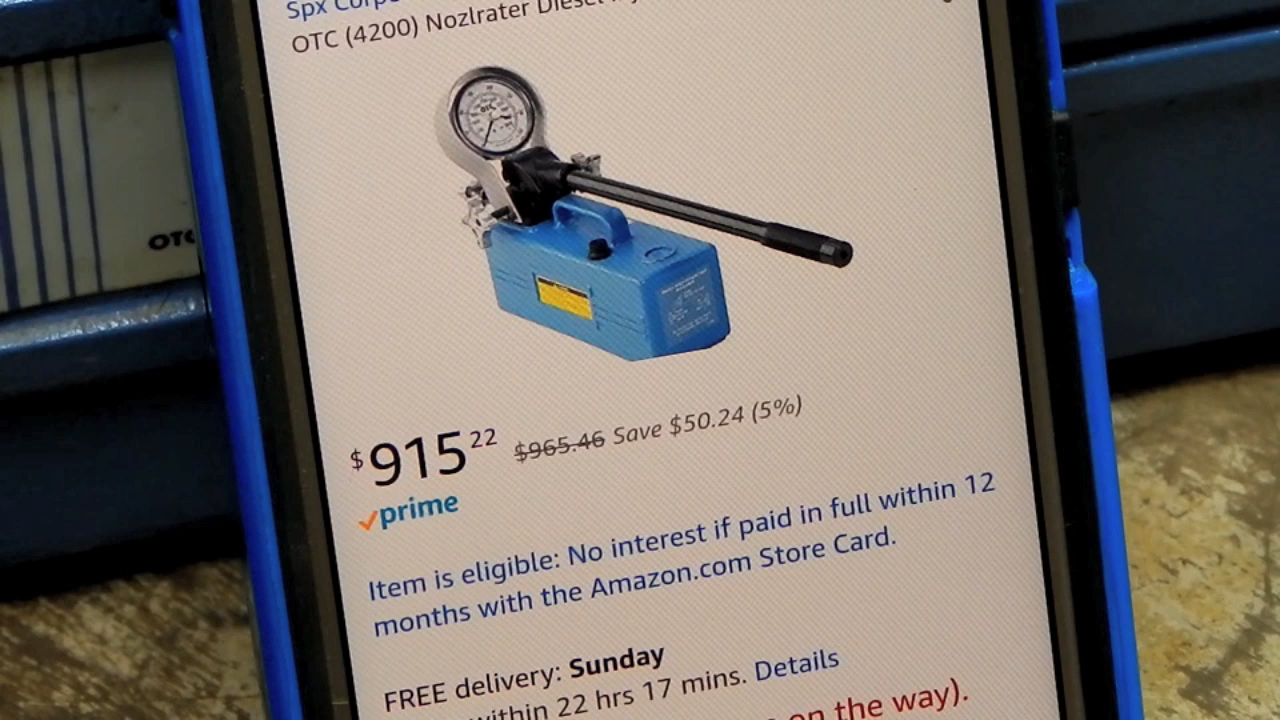 Spx
OTC (4200) Nozlrater Diesel
OTC
$915 22 $965.46 Save $50.24 (5%)
prime
Item is eligible: No interest if paid in full within 12
months with the Amazon.com Store Card.
FREE delivery: Sunday
within 22 hrs 17 mins. Details
on the way).